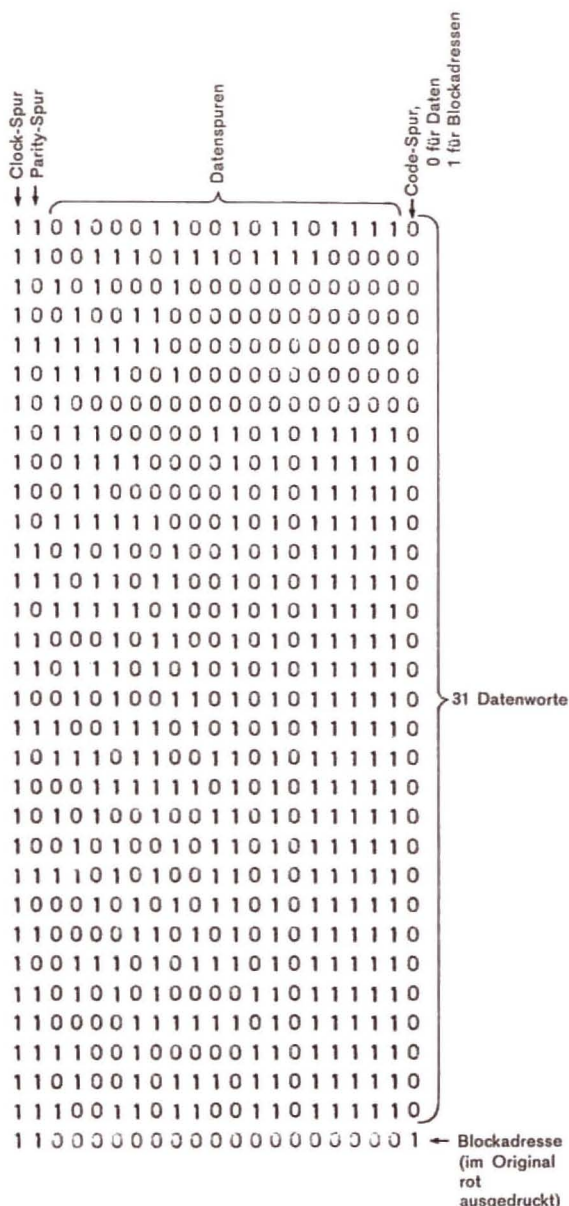 Clock-Spur
Parity-Spur
Datenspuren
Code-Spur,
0 für Daten
1 für Blockadressen
1 1 0 1 0 0 0 1 1 0 0 1 0 1 1 0 1 1 1 1 0
1 1 0 0 1 1 1 0 1 1 1 0 1 1 1 1 0 0 0 0 0
1 0 1 0 1 0 0 0 1 0 0 0 0 0 0 0 0 0 0 0 0
1 0 0 1 0 0 1 1 0 0 0 0 0 0 0 0 0 0 0 0 0
1 1 1 1 1 1 1 1 0 0 0 0 0 0 0 0 0 0 0 0 0
1 0 1 1 1 1 0 0 1 0 0 0 0 0 0 0 0 0 0 0 0
1 0 1 0 0 0 0 0 0 0 0 0 0 0 0 0 0 0 0 0 0
1 0 1 1 1 0 0 0 0 0 1 1 0 1 0 1 1 1 1 1 0
1 0 0 1 1 1 1 0 0 0 0 1 0 1 0 1 1 1 1 1 0
1 0 0 1 1 0 0 0 0 0 0 1 0 1 0 1 1 1 1 1 0
1 0 1 1 1 1 1 1 0 0 0 1 0 1 0 1 1 1 1 1 0
1 1 0 1 0 1 0 0 1 0 0 1 0 1 0 1 1 1 1 1 0
1 1 1 0 1 1 0 1 1 0 0 1 0 1 0 1 1 1 1 1 0
1 0 1 1 1 1 1 0 1 0 0 1 0 1 0 1 1 1 1 1 0
1 1 0 0 0 1 0 1 1 0 0 1 0 1 0 1 1 1 1 1 0
1 1 0 1 1 1 0 1 0 1 0 1 0 1 0 1 1 1 1 1 0
1 0 0 1 0 1 0 0 1 1 0 1 0 1 0 1 1 1 1 1 0
31 Datenworte
1 1 1 0 0 1 1 1 0 1 0 1 0 1 0 1 1 1 1 1 0
1 0 1 1 1 0 1 1 0 0 1 1 0 1 0 1 1 1 1 1 0
1 0 0 0 1 1 1 1 1 1 0 1 0 1 0 1 1 1 1 1 0
1 0 1 0 1 0 0 1 0 0 1 1 0 1 0 1 1 1 1 1 0
1 0 0 1 0 1 0 0 1 0 1 1 0 1 0 1 1 1 1 1 0
1 1 1 1 0 1 0 1 0 0 1 1 0 1 0 1 1 1 1 1 0
1 0 0 0 1 0 1 0 1 0 1 1 0 1 0 1 1 1 1 1 0
1 1 0 0 0 0 1 1 0 1 0 1 0 1 0 1 1 1 1 1 0
1 0 0 1 1 1 0 1 0 1 1 1 0 1 0 1 1 1 1 1 0
1 1 0 1 0 1 0 1 0 0 0 0 1 1 0 1 1 1 1 1 0
1 1 0 0 0 0 1 1 1 1 1 1 0 1 0 1 1 1 1 1 0
1 1 1 1 0 0 1 0 0 0 0 0 1 1 0 1 1 1 1 1 0
1 1 0 1 0 0 1 0 1 1 1 0 1 1 0 1 1 1 1 1 0
1 1 1 0 0 1 1 0 1 1 0 0 1 1 0 1 1 1 1 1 0
1 1 0 0 0 0 0 0 0 0 0 0 0 0 0 0 0 0 0 0 1
Blockadresse
(im Original
rot
ausgedruckt)